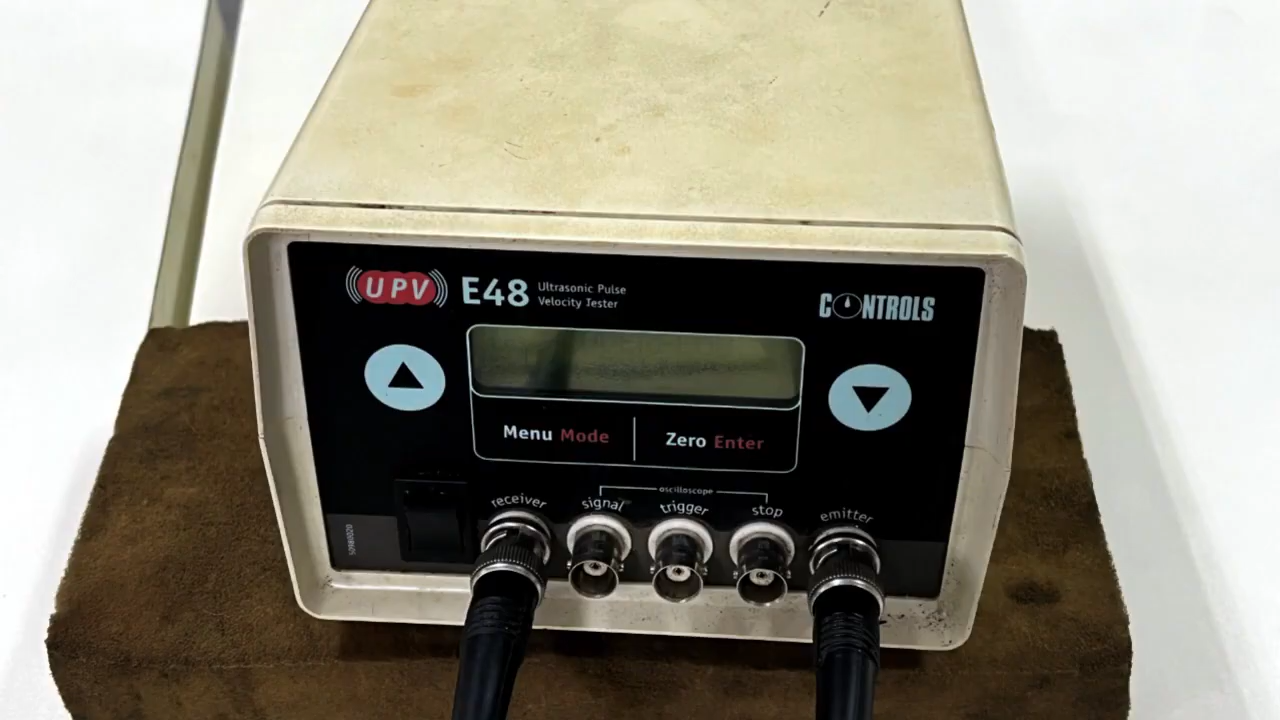 UPV E48 Ultrasonic Pulse
Velocity Tester
CONTROLS
Menu Mode Zero Enter
oscilloscope
receiver signal trigger stop emitter